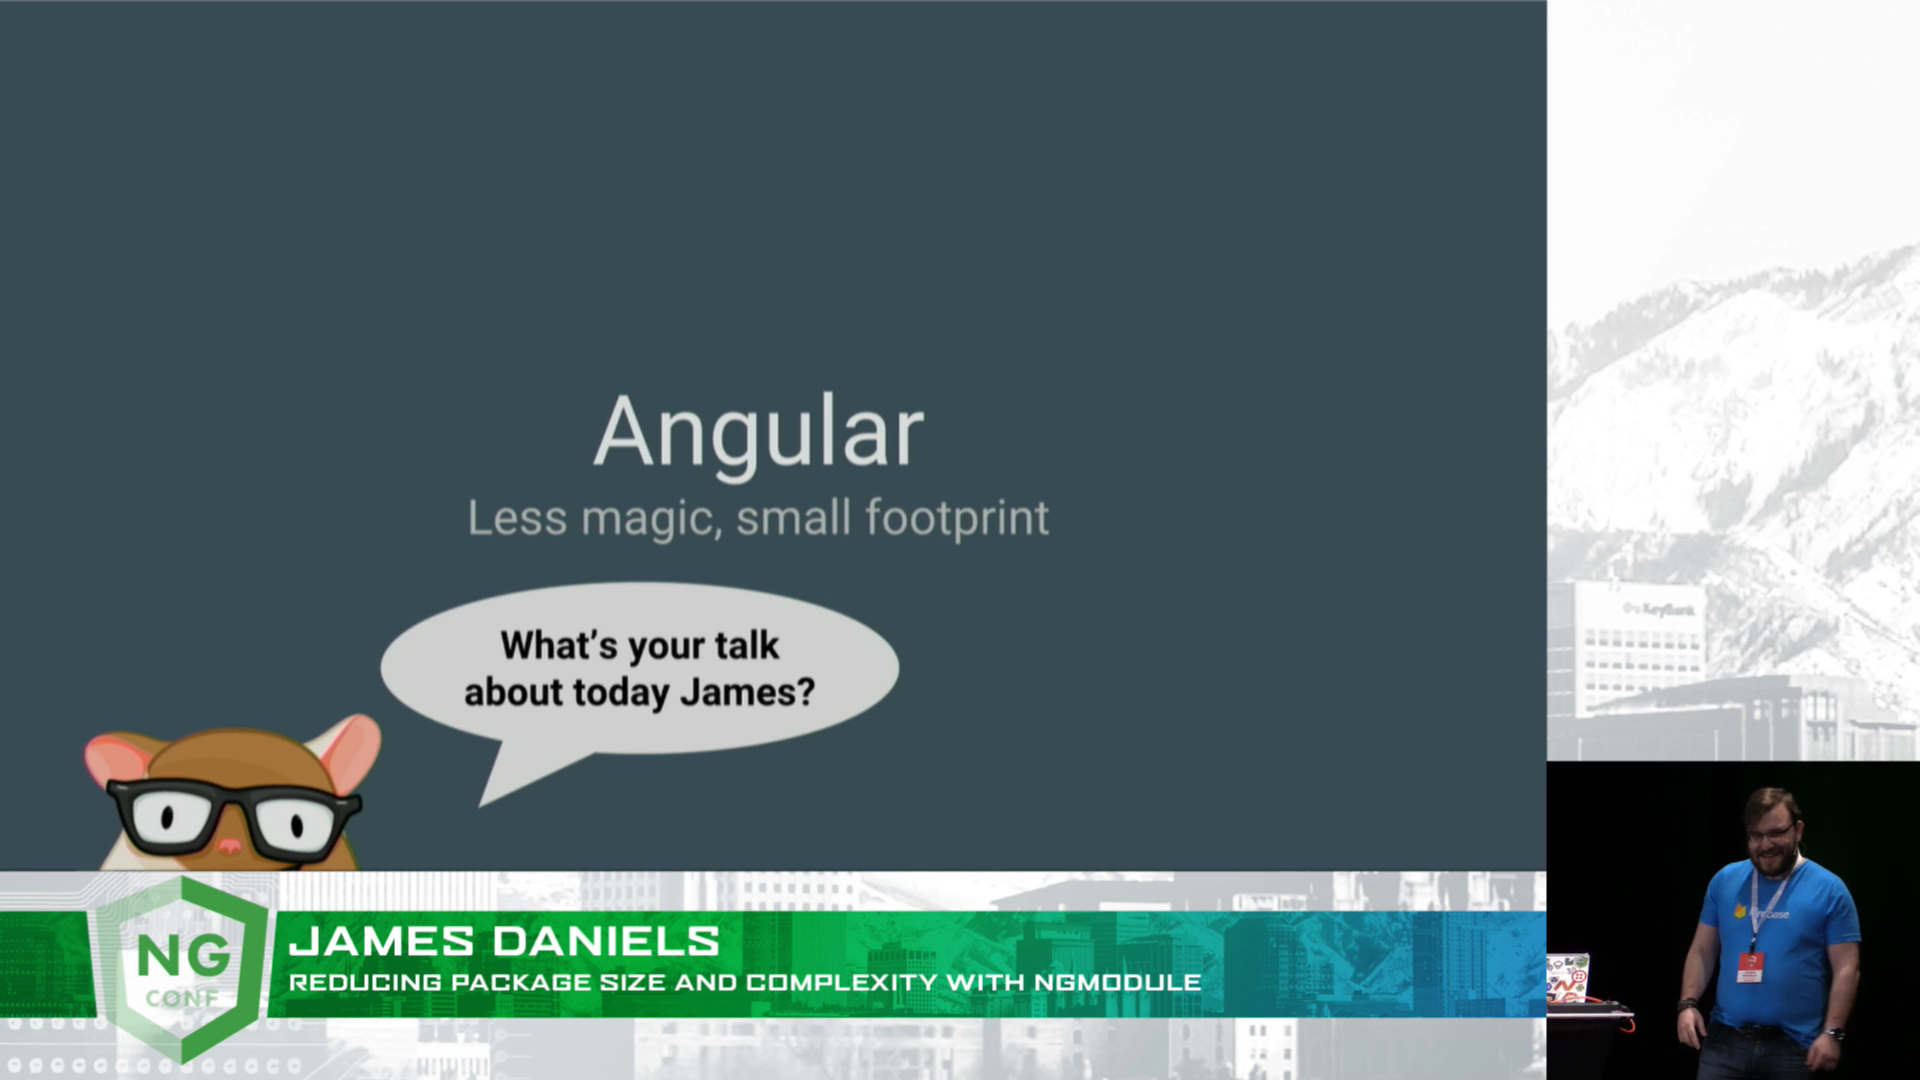 Angular
Less magic, small footprint
What's your talk
about today James?
KeyBank
NG
CONF
JAMES DANIELS
REDUCING PACKAGE SIZE AND COMPLEXITY WITH NGMODULE
Firebase